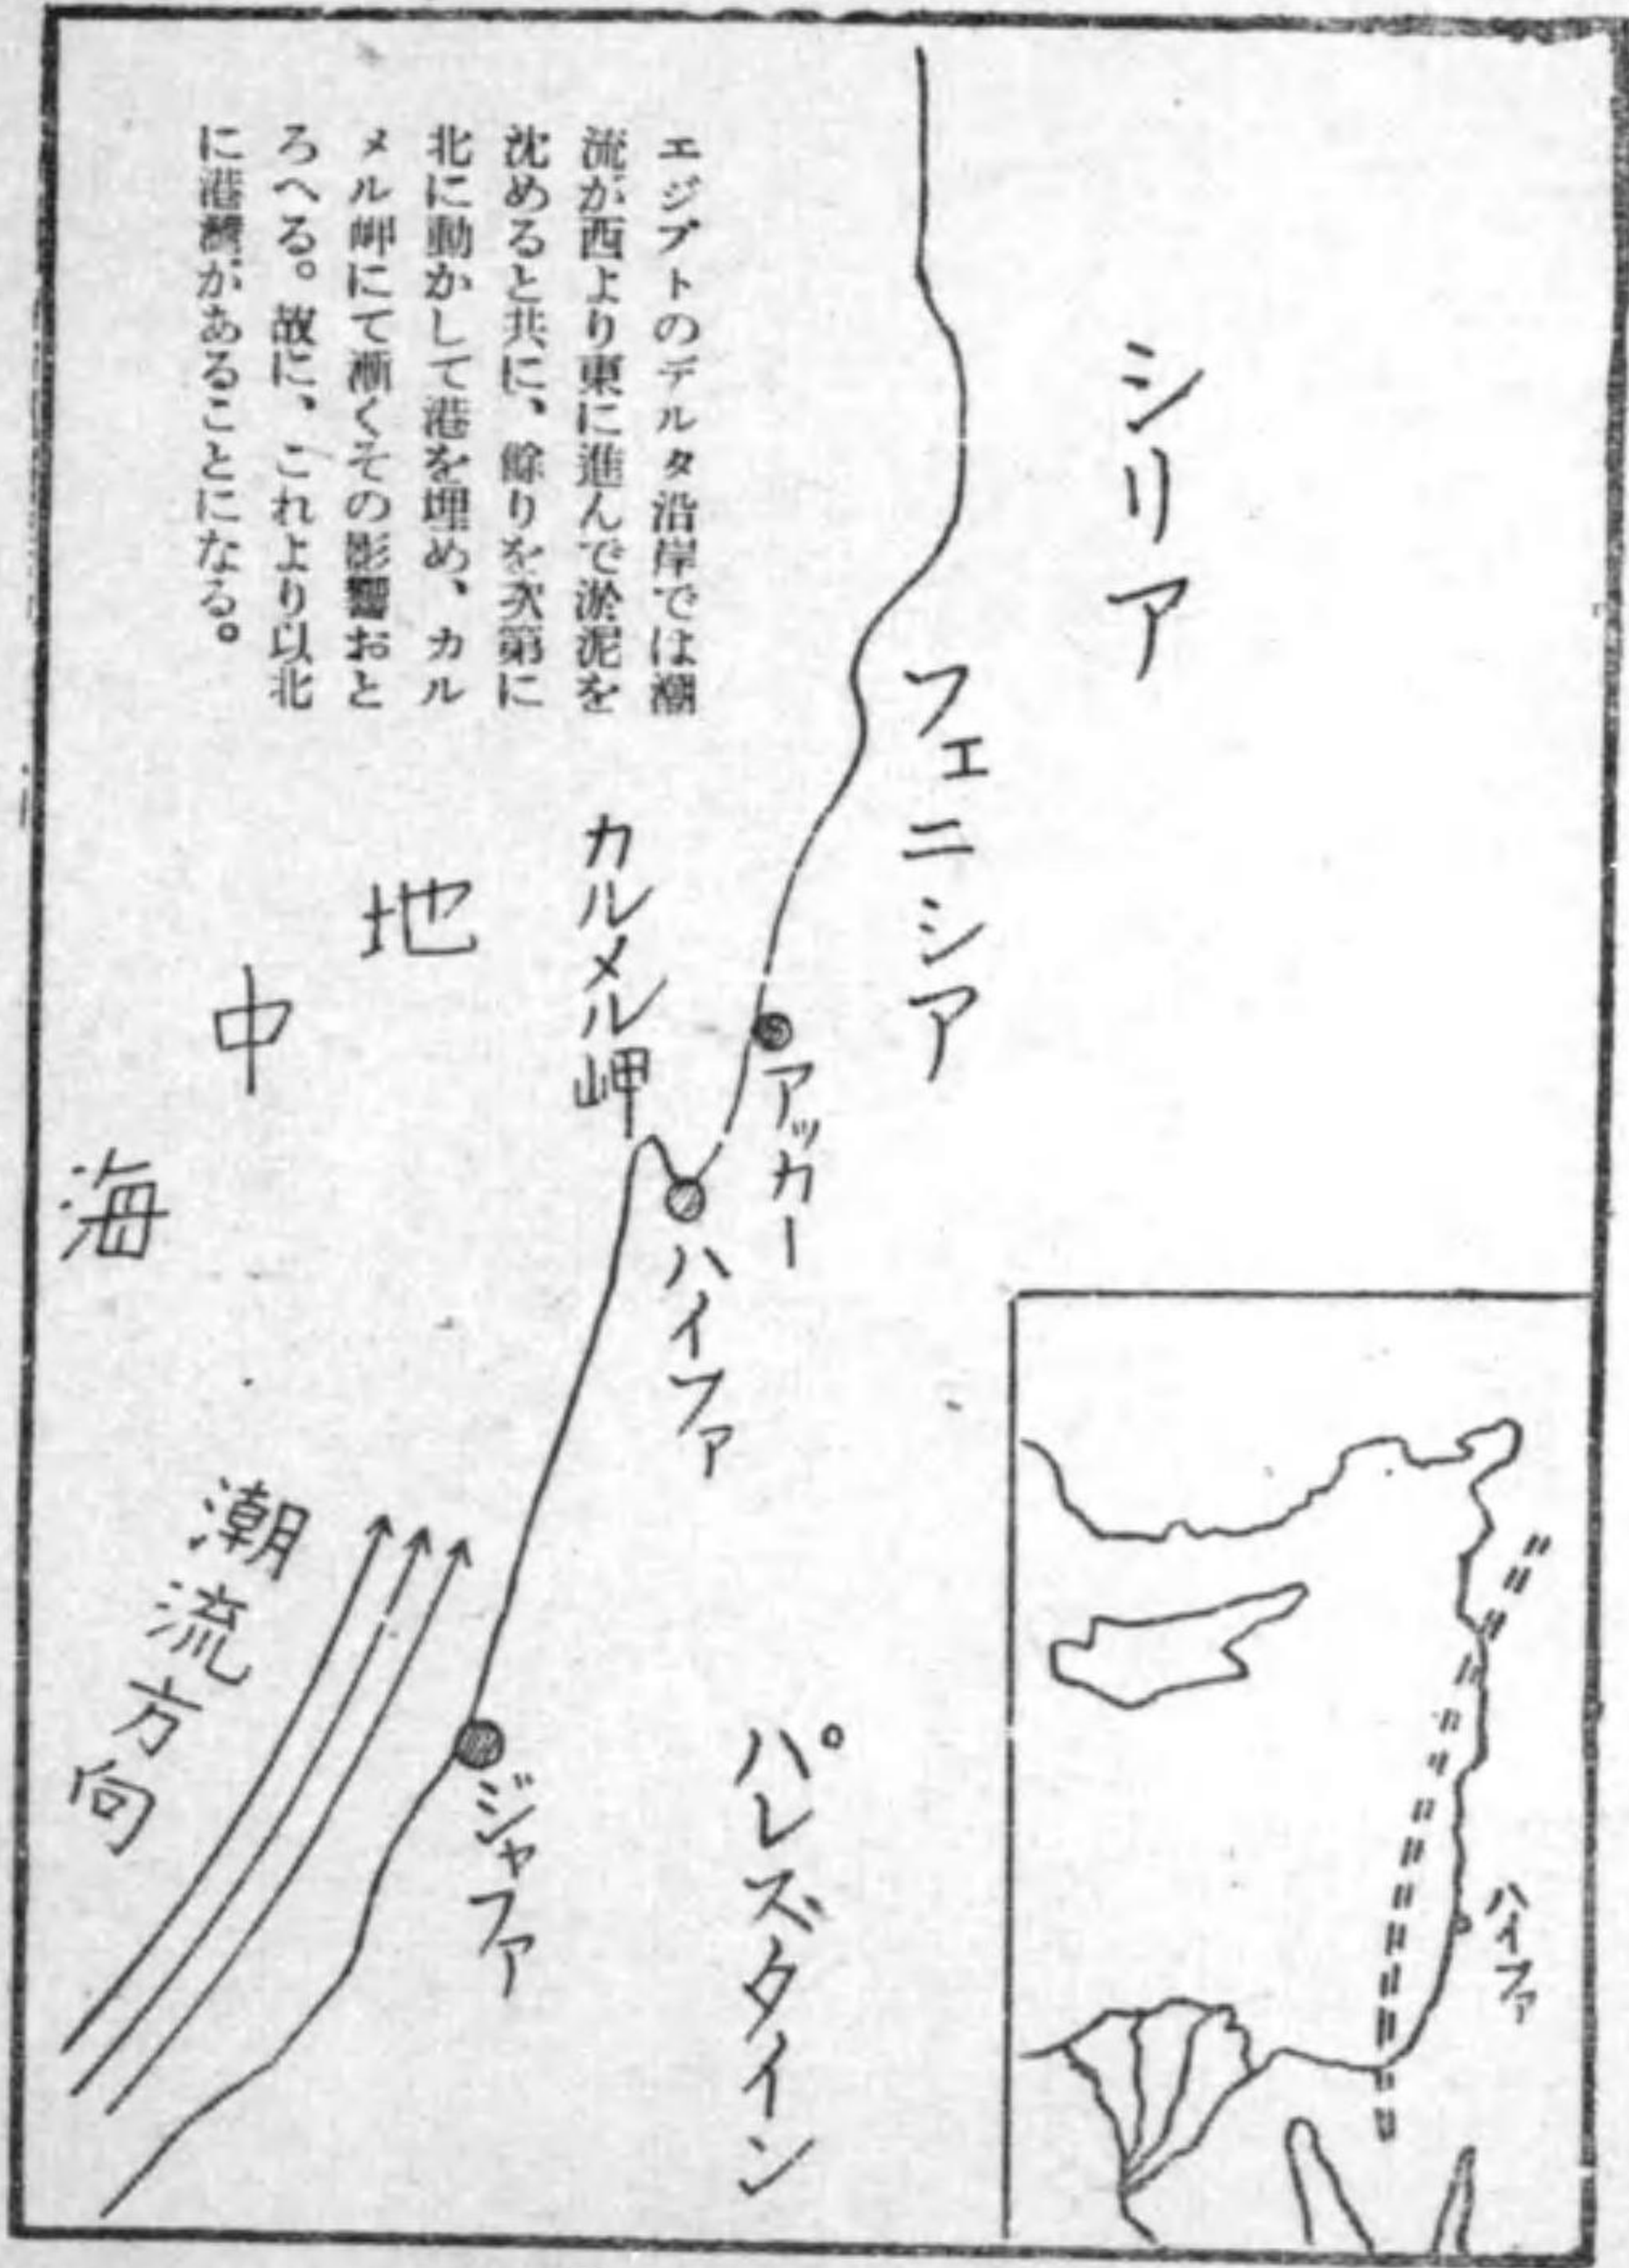 シリア
フェニシア
エジプトのデルタ沿岸では潮
流が西より東に進んで淤泥を
沈めると共に、餘りを次第に
北に動かして港を埋め、カル
メル岬にて漸くその影響おと
ろへる。故に、これより以北
に港灣があることになる。
カルメル岬
アッカー
ハイファ
地中海
潮流方向
ジャファ
パレズタイン
ハイファ